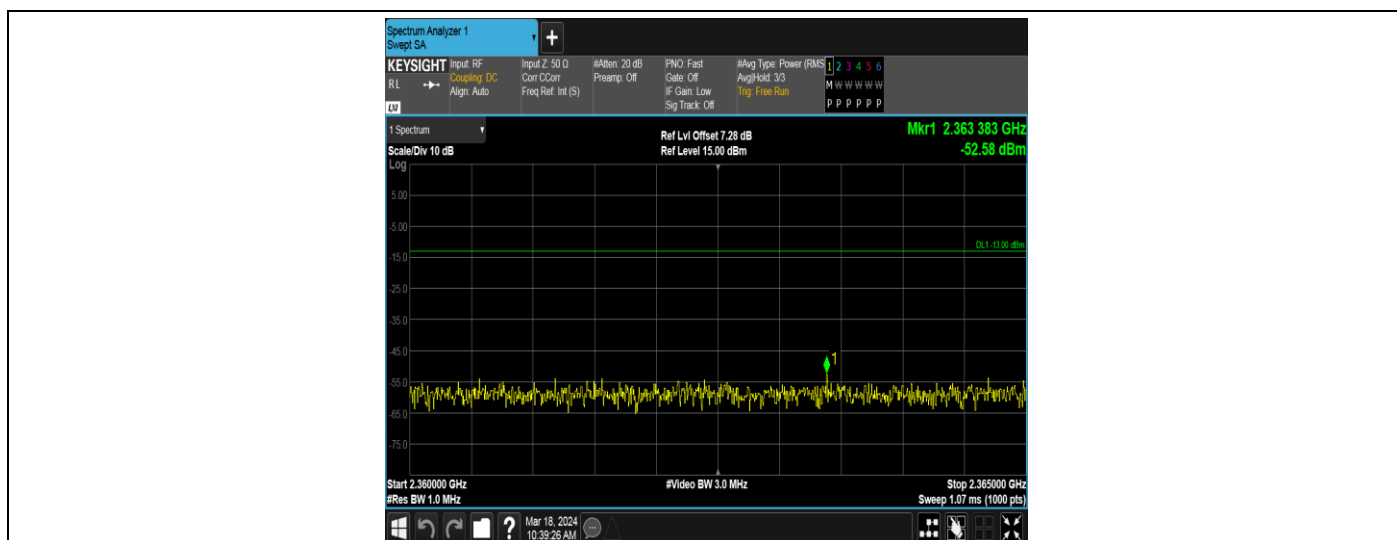 Spectrum Analyzer 1
Swept SA
+
KEYSIGHT Input: RF Input Z: 50 Ω #Atten: 20 dB PNO: Fast #Avg Type: Power (RMS 1 2 3 4 5 6
RL Coupling: DC Corr CCorr Preamp: Off Gate: Off Avg|Hold: 3/3 M W W W W W
Align: Auto Freq Ref: Int (S) IF Gain: Low Trig: Free Run
Sig Track: Off P P P P P P
LXI
1 Spectrum Ref Lvl Offset 7.28 dB Mkr1 2.363 383 GHz
Scale/Div 10 dB Ref Level 15.00 dBm -52.58 dBm
Log
5.00
-5.00
DL1 -13.00 dBm
-15.0
-25.0
-35.0
-45.0
1
-55.0
-65.0
-75.0
Start 2.360000 GHz #Video BW 3.0 MHz Stop 2.365000 GHz
#Res BW 1.0 MHz Sweep 1.07 ms (1000 pts)
? Mar 18, 2024
10:39:26 AM